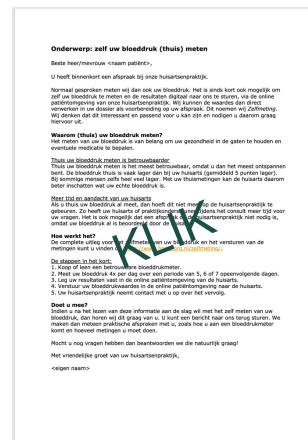 Onderwerp: zelf uw bloeddruk (thuis) meten
Beste heer/mevrouw <naam patiënt>,
U heeft binnenkort een afspraak bij onze huisartsenpraktijk.
Normaal gesproken meten wij dan ook uw bloeddruk. Het is sinds kort ook mogelijk om
zelf uw bloeddruk te meten en de resultaten digitaal naar ons te sturen, via de online
patiëntomgeving van onze huisartsenpraktijk. Wij kunnen de waarden dan direct
verwerken in uw dossier als voorbereiding op uw afspraak. Dit noemen wij Zelfmeting.
Wij denken dat dit interessant en passend voor u kan zijn en nodigen u daarom graag
hiervoor uit.
Waarom (thuis) uw bloeddruk meten?
Het meten van uw bloeddruk is van belang om uw gezondheid in de gaten te houden en
eventuele medicatie te bepalen.
Thuis uw bloeddruk meten is betrouwbaarder
Thuis uw bloeddruk meten is het meest betrouwbaar, omdat u dan het meest ontspannen
bent. De bloeddruk thuis is vaak lager dan bij uw huisarts (gemiddeld 5 punten lager).
Bij sommige mensen zelfs heel veel lager. Met uw thuismetingen kan de huisarts daarom
beter inschatten wat uw echte bloeddruk is.
Meer tijd en aandacht van uw huisarts
Als u thuis uw bloeddruk al meet, dan hoeft dit niet meer op de huisartsenpraktijk te
gebeuren. Zo heeft uw huisarts of praktijkondersteuner tijdens het consult meer tijd voor
uw vragen. Het is ook mogelijk dat een afspraak op de huisartsenpraktijk niet nodig is,
omdat uw bloeddruk al is beoordeeld door de huisarts.
Hoe werkt het?
De complete uitleg voor het zelfmeten van uw bloeddruk en het versturen van de
metingen kunt u vinden op .nl/zelfmeting/.
De stappen in het kort:
1. Koop of leen een betrouwbare bloeddrukmeter.
2. Meet uw bloeddruk 4x per dag over een periode van 5, 6 of 7 opeenvolgende dagen.
3. Leg uw resultaten vast in de online patiëntomgeving van de huisarts.
4. Verstuur uw bloeddrukwaarden in de online patiëntomgeving naar de huisarts.
5. Uw huisartsenpraktijk neemt contact met u op over het vervolg.
Doet u mee?
Indien u na het lezen van deze informatie aan de slag wil met het zelf meten van uw
bloeddruk, dan horen wij dit graag van u. U kunt een bericht naar ons terug sturen. We
maken dan meteen praktische afspraken met u, zoals hoe u aan een bloeddrukmeter
komt en hoeveel metingen u moet doen.
Mocht u nog vragen hebben dan beantwoorden we die natuurlijk graag!
Met vriendelijke groet van uw huisartsenpraktijk,
<eigen naam>
KLIK